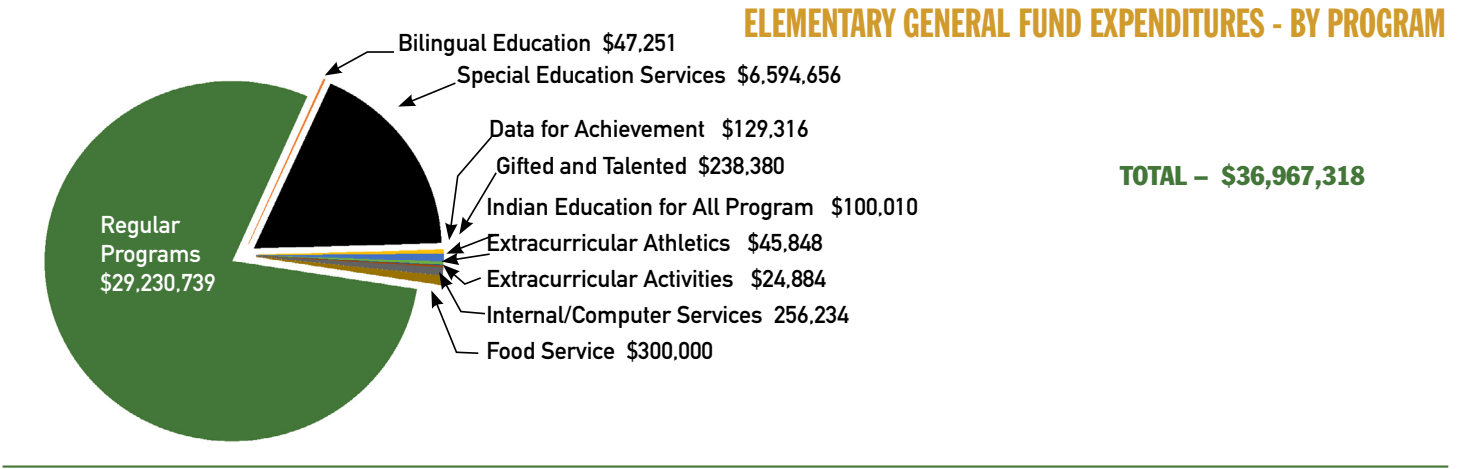 ELEMENTARY GENERAL FUND EXPENDITURES - BY PROGRAM
Bilingual Education $47,251
Special Education Services $6,594,656
Data for Achievement $129,316
Gifted and Talented $238,380
TOTAL – $36,967,318
Indian Education for All Program $100,010
Regular
Programs
$29,230,739
Extracurricular Athletics $45,848
Extracurricular Activities $24,884
Internal/Computer Services 256,234
Food Service $300,000